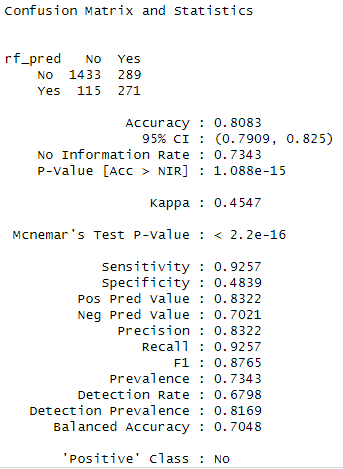 Confusion Matrix and Statistics
rf_pred No Yes
No 1433 289
Yes 115 271
Accuracy : 0.8083
95% CI : (0.7909, 0.825)
No Information Rate : 0.7343
P-Value [Acc > NIR] : 1.088e-15
Kappa : 0.4547
Mcnemar's Test P-Value : < 2.2e-16
Sensitivity : 0.9257
Specificity : 0.4839
Pos Pred Value : 0.8322
Neg Pred Value : 0.7021
Precision : 0.8322
Recall : 0.9257
F1 : 0.8765
Prevalence : 0.7343
Detection Rate : 0.6798
Detection Prevalence : 0.8169
Balanced Accuracy : 0.7048
'Positive' Class : No